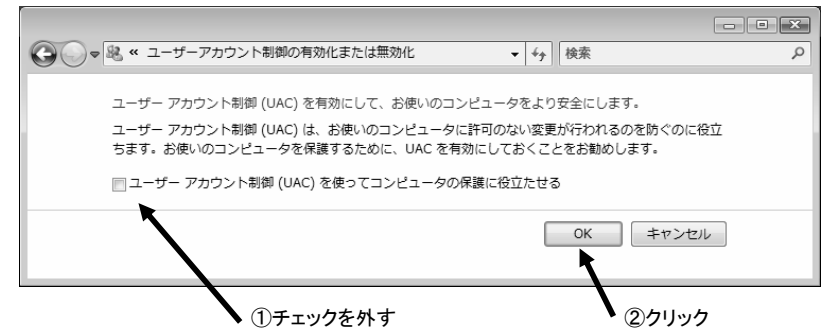 « ユーザーアカウント制御の有効化または無効化
検索
ユーザー アカウント制御 (UAC) を有効にして、お使いのコンピュータをより安全にします。
ユーザー アカウント制御 (UAC) は、お使いのコンピュータに許可のない変更が行われるのを防ぐのに役立
ちます。お使いのコンピュータを保護するために、UAC を有効にしておくことをお勧めします。
ユーザー アカウント制御 (UAC) を使ってコンピュータの保護に役立たせる
OK
キャンセル
①チェックを外す
②クリック